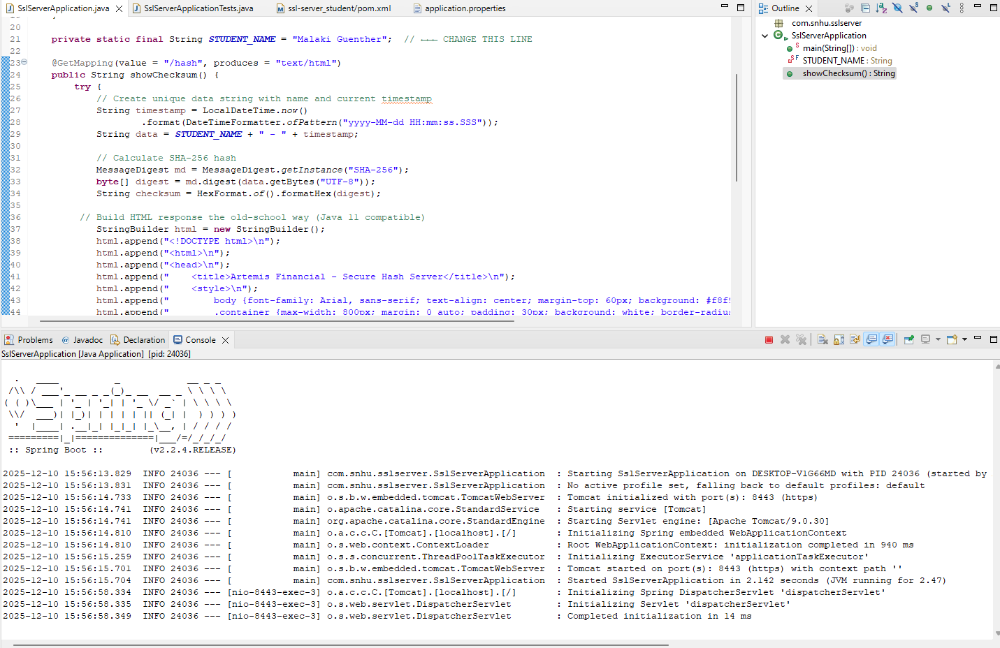 SslServerApplication.java
SslServerApplicationTests.java
ssl-server_student/pom.xml
application.properties
20
21 private static final String STUDENT_NAME = "Malaki Guenther"; // ←—— CHANGE THIS LINE
22
23 @GetMapping(value = "/hash", produces = "text/html")
24 public String showChecksum() {
25 try {
26 // Create unique data string with name and current timestamp
27 String timestamp = LocalDateTime.now()
28 .format(DateTimeFormatter.ofPattern("yyyy-MM-dd HH:mm:ss.SSS"));
29 String data = STUDENT_NAME + " - " + timestamp;
30
31 // Calculate SHA-256 hash
32 MessageDigest md = MessageDigest.getInstance("SHA-256");
33 byte[] digest = md.digest(data.getBytes("UTF-8"));
34 String checksum = HexFormat.of().formatHex(digest);
35
36 // Build HTML response the old-school way (Java 11 compatible)
37 StringBuilder html = new StringBuilder();
38 html.append("<!DOCTYPE html>\n");
39 html.append("<html>\n");
40 html.append("<head>\n");
41 html.append("    <title>Artemis Financial - Secure Hash Server</title>\n");
42 html.append("    <style>\n");
43 html.append("        body {font-family: Arial, sans-serif; text-align: center; margin-top: 60px; background: #f8f9
44 html.append("        .container {max-width: 800px; margin: 0 auto; padding: 30px; background: white; border-radiu
Outline
com.snhu.sslserver
SslServerApplication
main(String[]) : void
STUDENT_NAME : String
showChecksum() : String
Problems
@ Javadoc
Declaration
Console
SslServerApplication [Java Application] [pid: 24036]
  .   ____          _            __ _ _
 /\\ / ___'_ __ _ _(_)_ __  __ _ \ \ \ \
( ( )\___ | '_ | '_| | '_ \/ _` | \ \ \ \
 \\/  ___)| |_)| | | | | || (_| |  ) ) ) )
  '  |____| .__|_| |_|_| |_\__, | / / / /
 =========|_|==============|___/=/_/_/_/
 :: Spring Boot ::        (v2.2.4.RELEASE)
2025-12-10 15:56:13.829  INFO 24036 --- [           main] com.snhu.sslserver.SslServerApplication  : Starting SslServerApplication on DESKTOP-V1G66MD with PID 24036 (started by
2025-12-10 15:56:13.831  INFO 24036 --- [           main] com.snhu.sslserver.SslServerApplication  : No active profile set, falling back to default profiles: default
2025-12-10 15:56:14.733  INFO 24036 --- [           main] o.s.b.w.embedded.tomcat.TomcatWebServer  : Tomcat initialized with port(s): 8443 (https)
2025-12-10 15:56:14.741  INFO 24036 --- [           main] o.apache.catalina.core.StandardService   : Starting service [Tomcat]
2025-12-10 15:56:14.741  INFO 24036 --- [           main] org.apache.catalina.core.StandardEngine  : Starting Servlet engine: [Apache Tomcat/9.0.30]
2025-12-10 15:56:14.810  INFO 24036 --- [           main] o.a.c.c.C.[Tomcat].[localhost].[/]       : Initializing Spring embedded WebApplicationContext
2025-12-10 15:56:14.810  INFO 24036 --- [           main] o.s.web.context.ContextLoader            : Root WebApplicationContext: initialization completed in 940 ms
2025-12-10 15:56:15.259  INFO 24036 --- [           main] o.s.s.concurrent.ThreadPoolTaskExecutor  : Initializing ExecutorService 'applicationTaskExecutor'
2025-12-10 15:56:15.701  INFO 24036 --- [           main] o.s.b.w.embedded.tomcat.TomcatWebServer  : Tomcat started on port(s): 8443 (https) with context path ''
2025-12-10 15:56:15.704  INFO 24036 --- [           main] com.snhu.sslserver.SslServerApplication  : Started SslServerApplication in 2.142 seconds (JVM running for 2.47)
2025-12-10 15:56:58.334  INFO 24036 --- [nio-8443-exec-3] o.a.c.c.C.[Tomcat].[localhost].[/]       : Initializing Spring DispatcherServlet 'dispatcherServlet'
2025-12-10 15:56:58.335  INFO 24036 --- [nio-8443-exec-3] o.s.web.servlet.DispatcherServlet        : Initializing Servlet 'dispatcherServlet'
2025-12-10 15:56:58.349  INFO 24036 --- [nio-8443-exec-3] o.s.web.servlet.DispatcherServlet        : Completed initialization in 14 ms